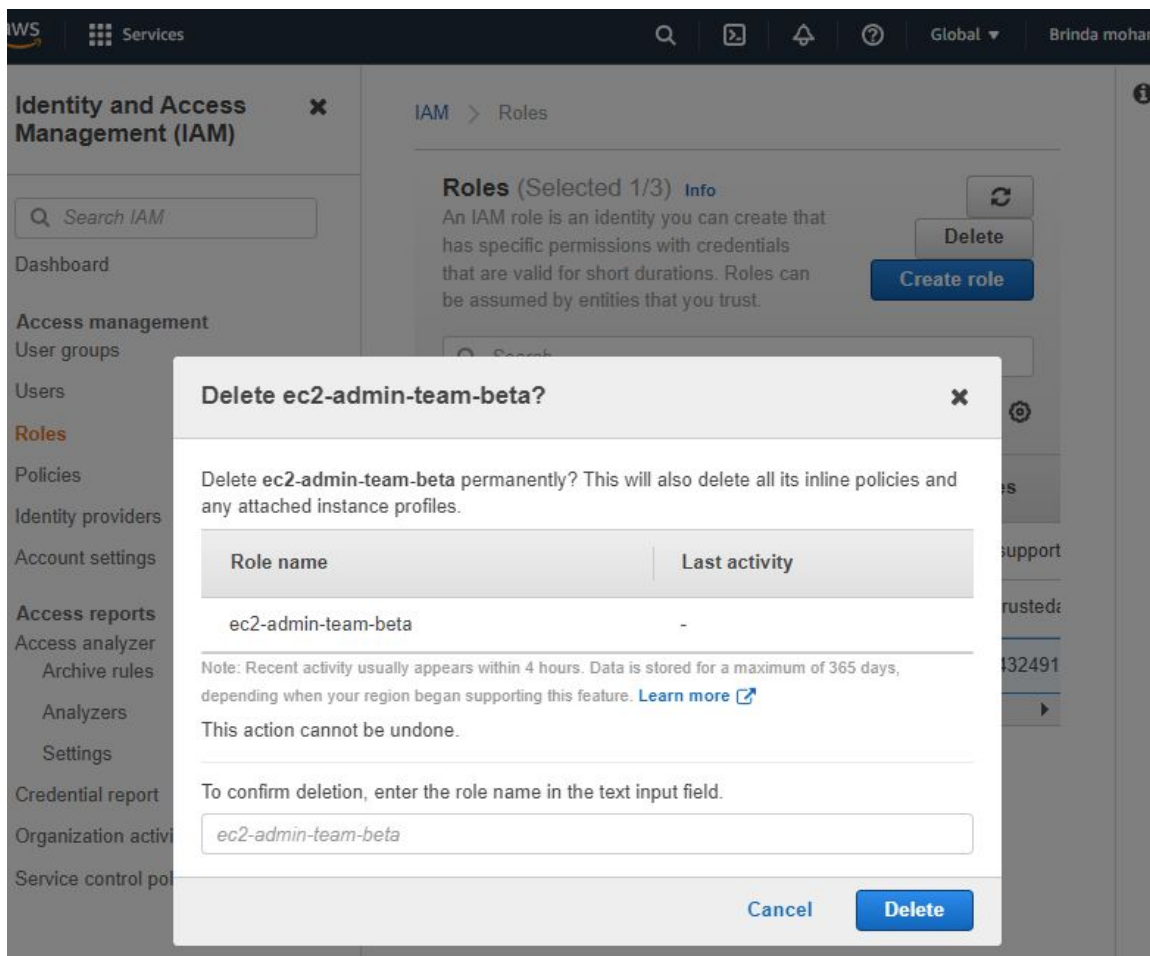 Services
Global
Brinda
Identity and Access
Management (IAM)
IAM > Roles
Search IAM
Dashboard
Access management
User groups
Users
Roles
Policies
Identity providers
Account settings
Access reports
Access analyzer
Archive rules
Analyzers
Settings
Credential report
Organization
Service control
Roles (Selected 1/3) Info
An IAM role is an identity you can create that
has specific permissions with credentials
that are valid for short durations. Roles can
be assumed by entities that you trust.
Delete
Create role
Search
Delete ec2-admin-team-beta?
Delete ec2-admin-team-beta permanently? This will also delete all its inline policies and
any attached instance profiles.
Role name Last activity
ec2-admin-team-beta -
Note: Recent activity usually appears within 4 hours. Data is stored for a maximum of 365 days,
depending when your region began supporting this feature. Learn more
This action cannot be undone.
To confirm deletion, enter the role name in the text input field.
ec2-admin-team-beta
Cancel Delete
support
432491